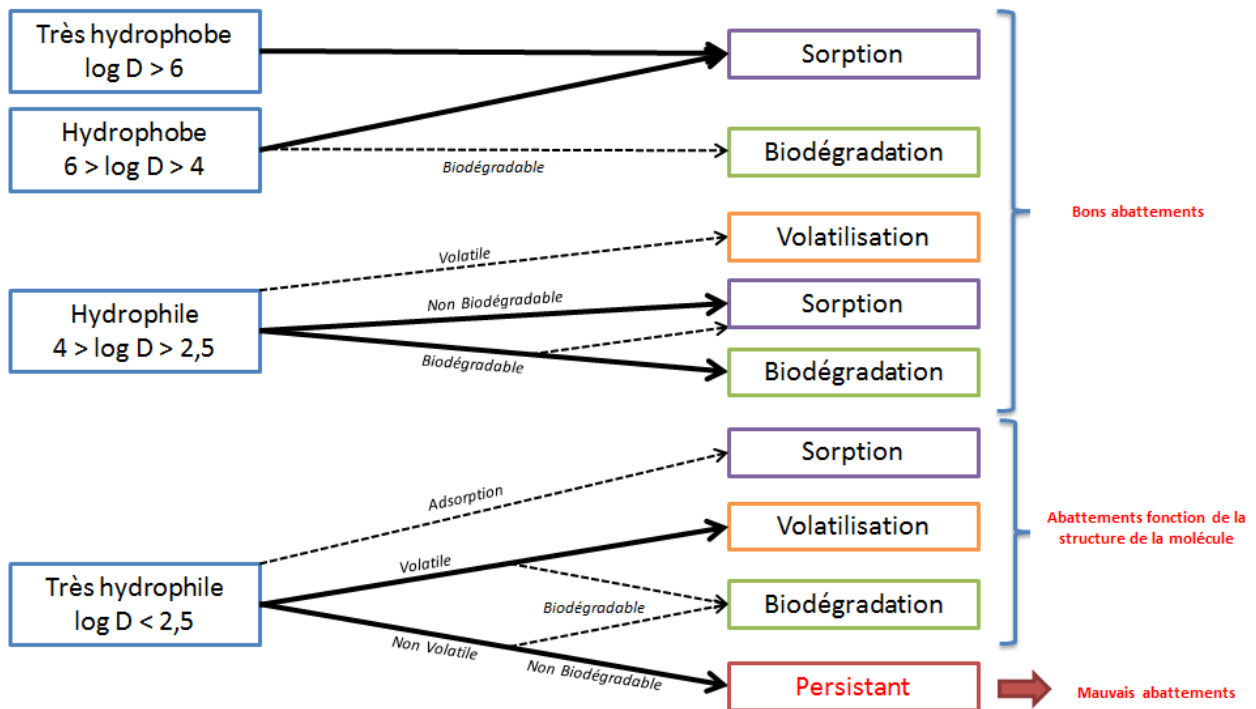 Très hydrophobe
log D > 6
Sorption
Hydrophobe
6 > log D > 4
Biodégradable
Biodégradation
Bons abattements
Volatile
Volatilisation
Hydrophile
4 > log D > 2,5
Non Biodégradable
Sorption
Biodégradable
Biodégradation
Adsorption
Sorption
Volatile
Volatilisation
Abattements fonction de la
structure de la molécule
Très hydrophile
log D < 2,5
Biodégradable
Biodégradation
Non Volatile
Non Biodégradable
Persistant
Mauvais abattements